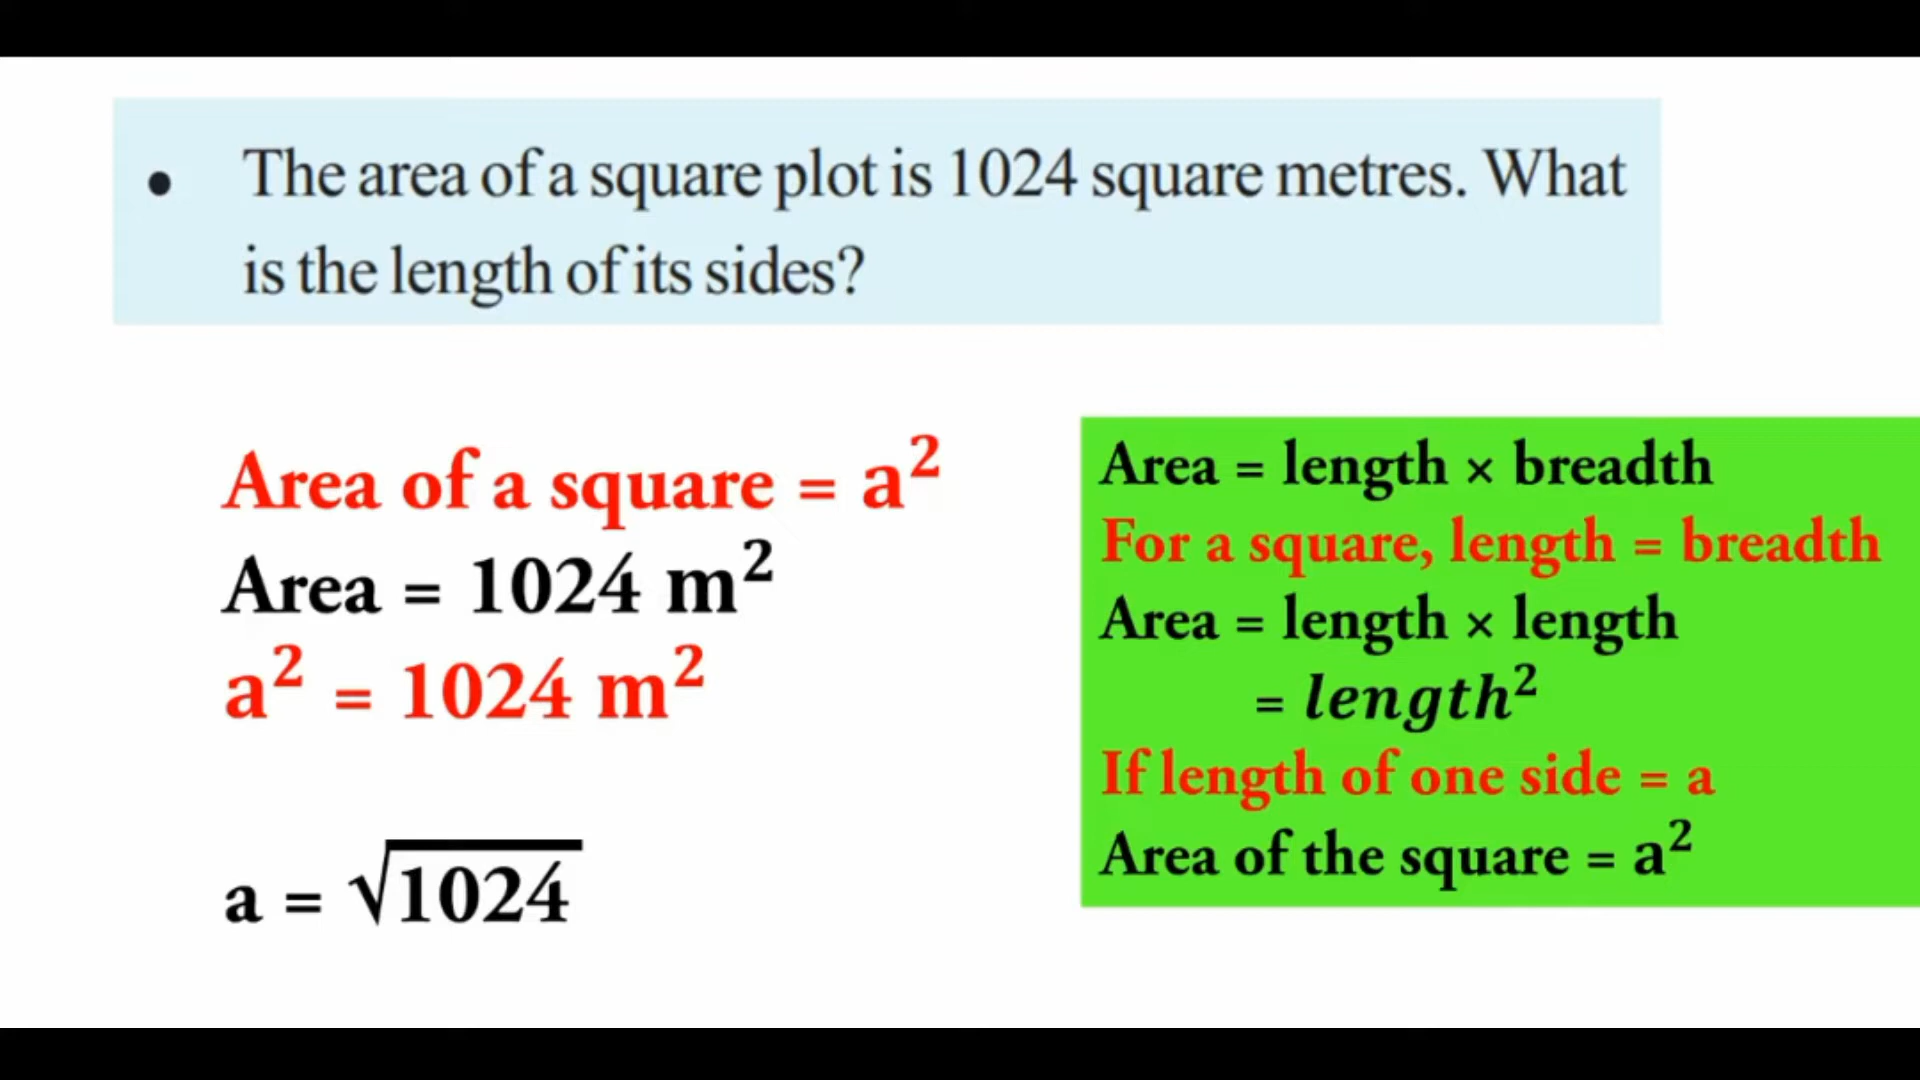 • The area of a square plot is 1024 square metres. What
is the length of its sides?
Area of a square = a²
Area = 1024 m²
a² = 1024 m²
a = √1024
Area = length × breadth
For a square, length = breadth
Area = length × length
= length²
If length of one side = a
Area of the square = a²